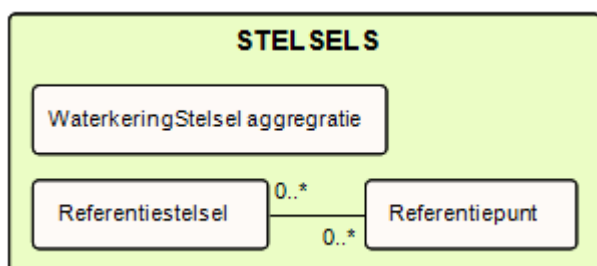 STELSELS
WaterkeringStelsel aggregratie
Referentiestelsel
0..*
Referentiepunt
0..*